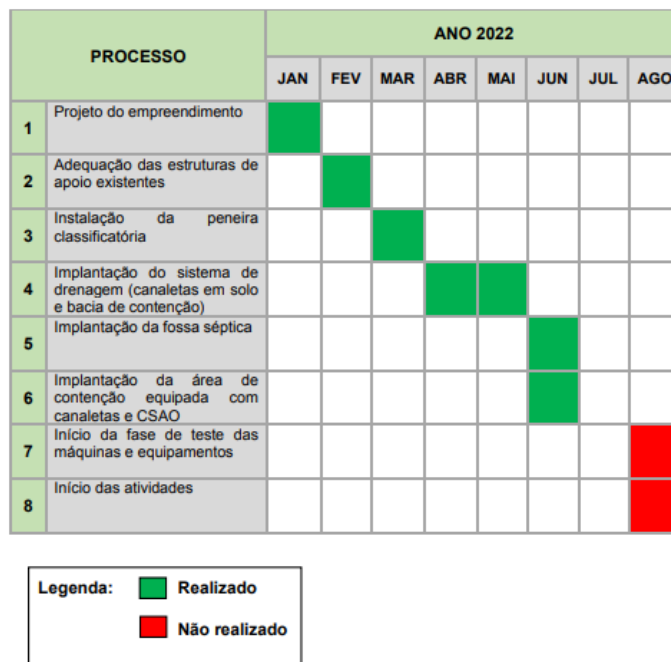 PROCESSO
ANO 2022
JAN FEV MAR ABR MAI JUN JUL AGO
1
Projeto do empreendimento
2
Adequação das estruturas de
apoio existentes
3
Instalação da peneira
classificatória
4
Implantação do sistema de
drenagem (canaletas em solo
e bacia de contenção)
5
Implantação da fossa séptica
6
Implantação da área de
contenção equipada com
canaletas e CSAO
7
Início da fase de teste das
máquinas e equipamentos
8
Início das atividades
Legenda:
Realizado
Não realizado